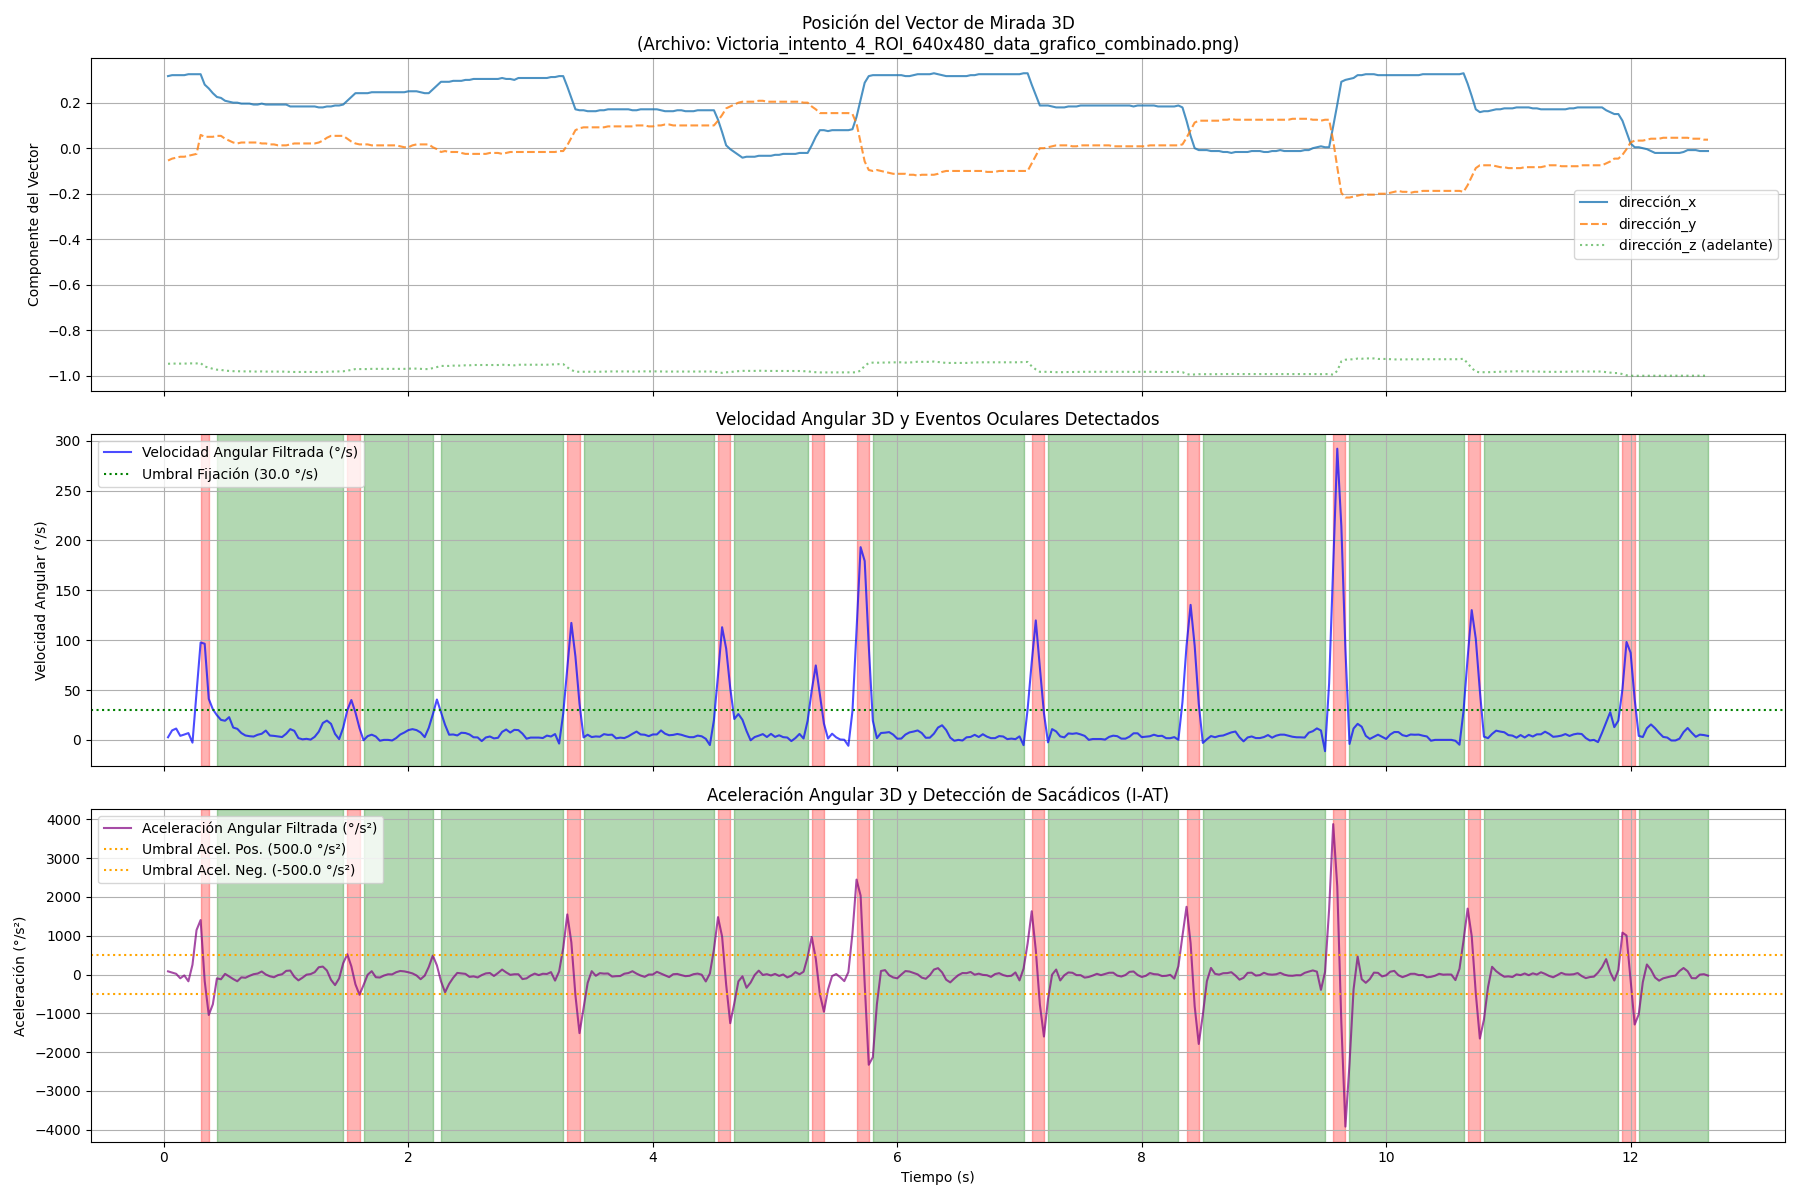 Posición del Vector de Mirada 3D
(Archivo: Victoria_intento_4_ROI_640x480_data_grafico_combinado.png)
Componente del Vector
0.2
0.0
−0.2
−0.4
−0.6
−0.8
−1.0
dirección_x
dirección_y
dirección_z (adelante)
Velocidad Angular 3D y Eventos Oculares Detectados
Velocidad Angular (°/s)
300
250
200
150
100
50
0
Velocidad Angular Filtrada (°/s)
Umbral Fijación (30.0 °/s)
Aceleración Angular 3D y Detección de Sacádicos (I-AT)
Aceleración (°/s²)
4000
3000
2000
1000
0
−1000
−2000
−3000
−4000
Aceleración Angular Filtrada (°/s²)
Umbral Acel. Pos. (500.0 °/s²)
Umbral Acel. Neg. (-500.0 °/s²)
0 2 4 6 8 10 12
Tiempo (s)